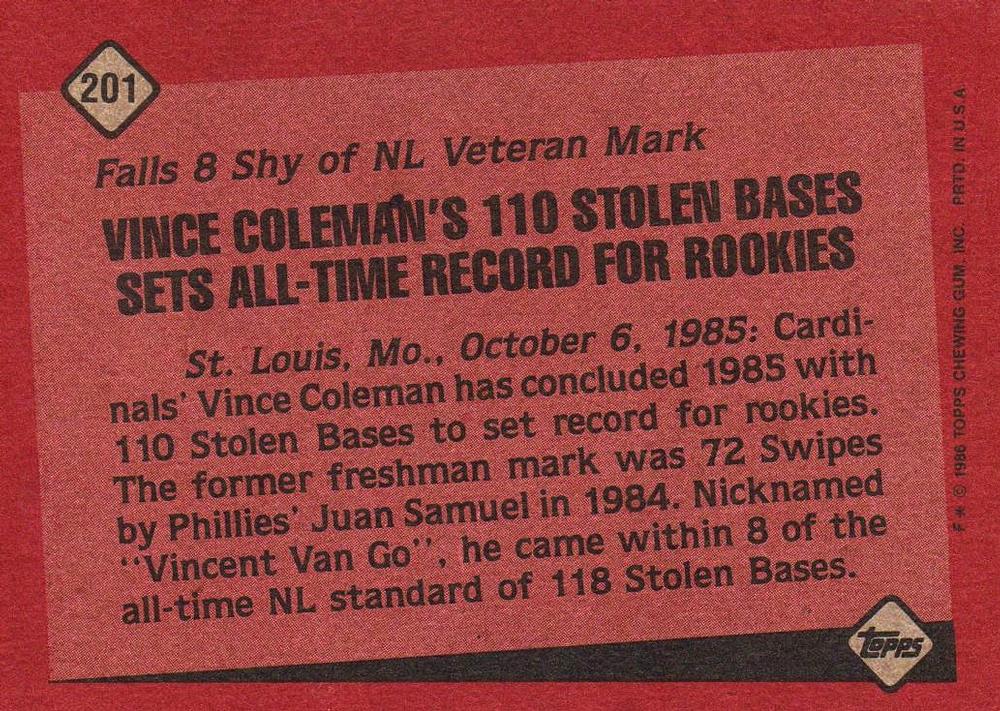 201
Falls 8 Shy of NL Veteran Mark
VINCE COLEMAN'S 110 STOLEN BASES
SETS ALL-TIME RECORD FOR ROOKIES
St. Louis, Mo., October 6, 1985: Cardi-
nals' Vince Coleman has concluded 1985 with
110 Stolen Bases to set record for rookies.
The former freshman mark was 72 Swipes
by Phillies' Juan Samuel in 1984. Nicknamed
"Vincent Van Go", he came within 8 of the
all-time NL standard of 118 Stolen Bases.
topps
F* © 1986 TOPPS CHEWING GUM, INC. PRTD. IN U.S.A.